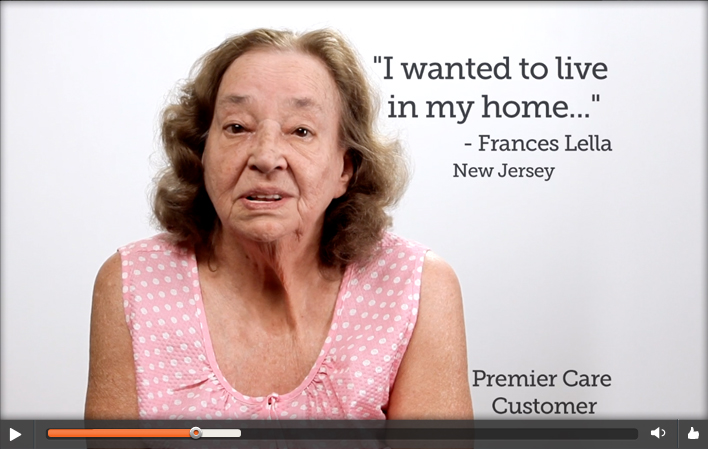 "I wanted to live
in my home..."
- Frances Lella
New Jersey
Premier Care
Customer